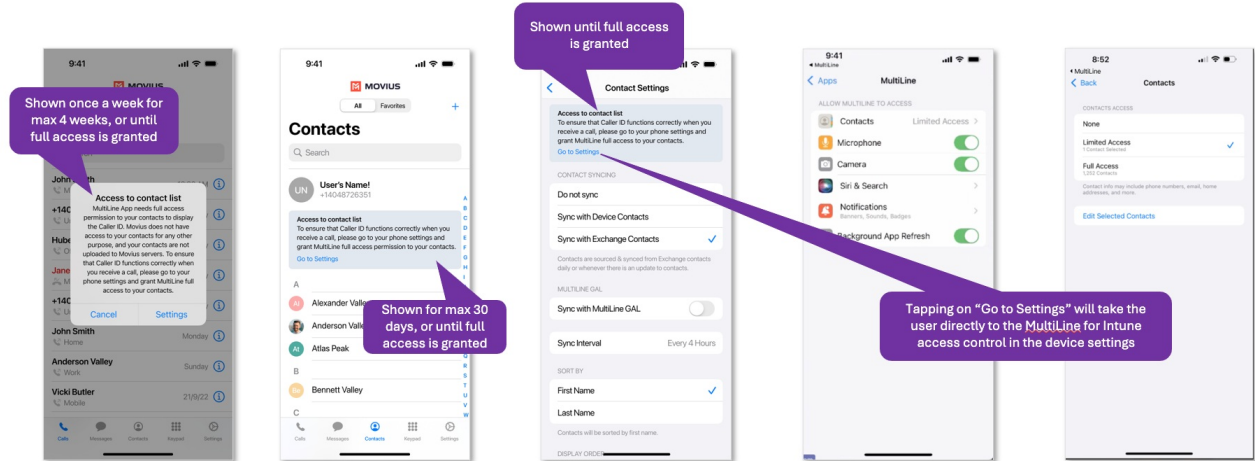 Shown once a week for
max 4 weeks, or until
full access is granted
9:41
MOVIUS
John Smith
+140
Hube
Jane
+140
Access to contact list
MultiLine App needs full access
permission to your contacts to display
the Caller ID. Movius does not have
access to your contacts for any other
purpose, and your contacts are not
uploaded to Movius servers. To ensure
that Caller ID functions correctly when
you receive a call, please go to your
phone settings and grant MultiLine full
access to your contacts.
Cancel
Settings
John Smith
Home
Monday
Anderson Valley
Work
Sunday
Vicki Butler
Mobile
21/9/22
Calls
Messages
Contacts
Keypad
Settings
9:41
MOVIUS
All
Favorites
+
Contacts
Search
UN
User's Name!
+14048726351
Access to contact list
To ensure that Caller ID functions correctly when you
receive a call, please go to your phone settings and
grant MultiLine full access permission to your contacts.
Go to Settings
A
B
C
D
E
F
G
H
I
Q
R
S
T
U
V
W
A
Al
Alexander Valle
Anderson Valle
At
Atlas Peak
B
Be
Bennett Valley
C
Calls
Messages
Contacts
Keypad
Settings
Shown for max 30
days, or until full
access is granted
Shown until full access
is granted
Contact Settings
Access to contact list
To ensure that Caller ID functions correctly when you
receive a call, please go to your phone settings and
grant MultiLine full access to your contacts.
Go to Settings
CONTACT SYNCING
Do not sync
Sync with Device Contacts
Sync with Exchange Contacts
Contacts are sourced & synced from Exchange contacts
daily or whenever there is an update to contacts.
MULTILINE GAL
Sync with MultiLine GAL
Sync Interval
Every 4 Hours
SORT BY
First Name
Last Name
Contacts will be sorted by first name.
DISPLAY ORDER
9:41
MultiLine
Apps
MultiLine
ALLOW MULTILINE TO ACCESS
Contacts
Limited Access
Microphone
Camera
Siri & Search
Notifications
Banners, Sounds, Badges
Background App Refresh
Tapping on “Go to Settings” will take the
user directly to the MultiLine for Intune
access control in the device settings
8:52
MultiLine
Back
Contacts
CONTACTS ACCESS
None
Limited Access
1 Contact Selected
Full Access
1,252 Contacts
Contact info may include phone numbers, email, home
addresses, and more.
Edit Selected Contacts